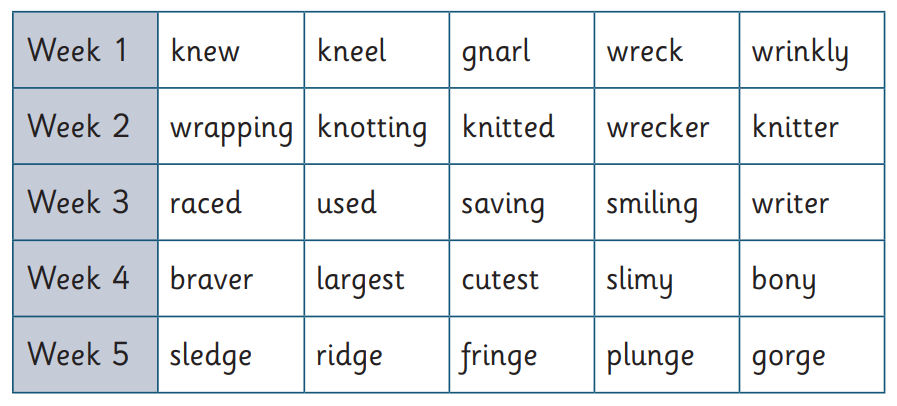 Week 1 knew kneel gnarl wreck wrinkly
Week 2 wrapping knotting knitted wrecker knitter
Week 3 raced used saving smiling writer
Week 4 braver largest cutest slimy bony
Week 5 sledge ridge fringe plunge gorge